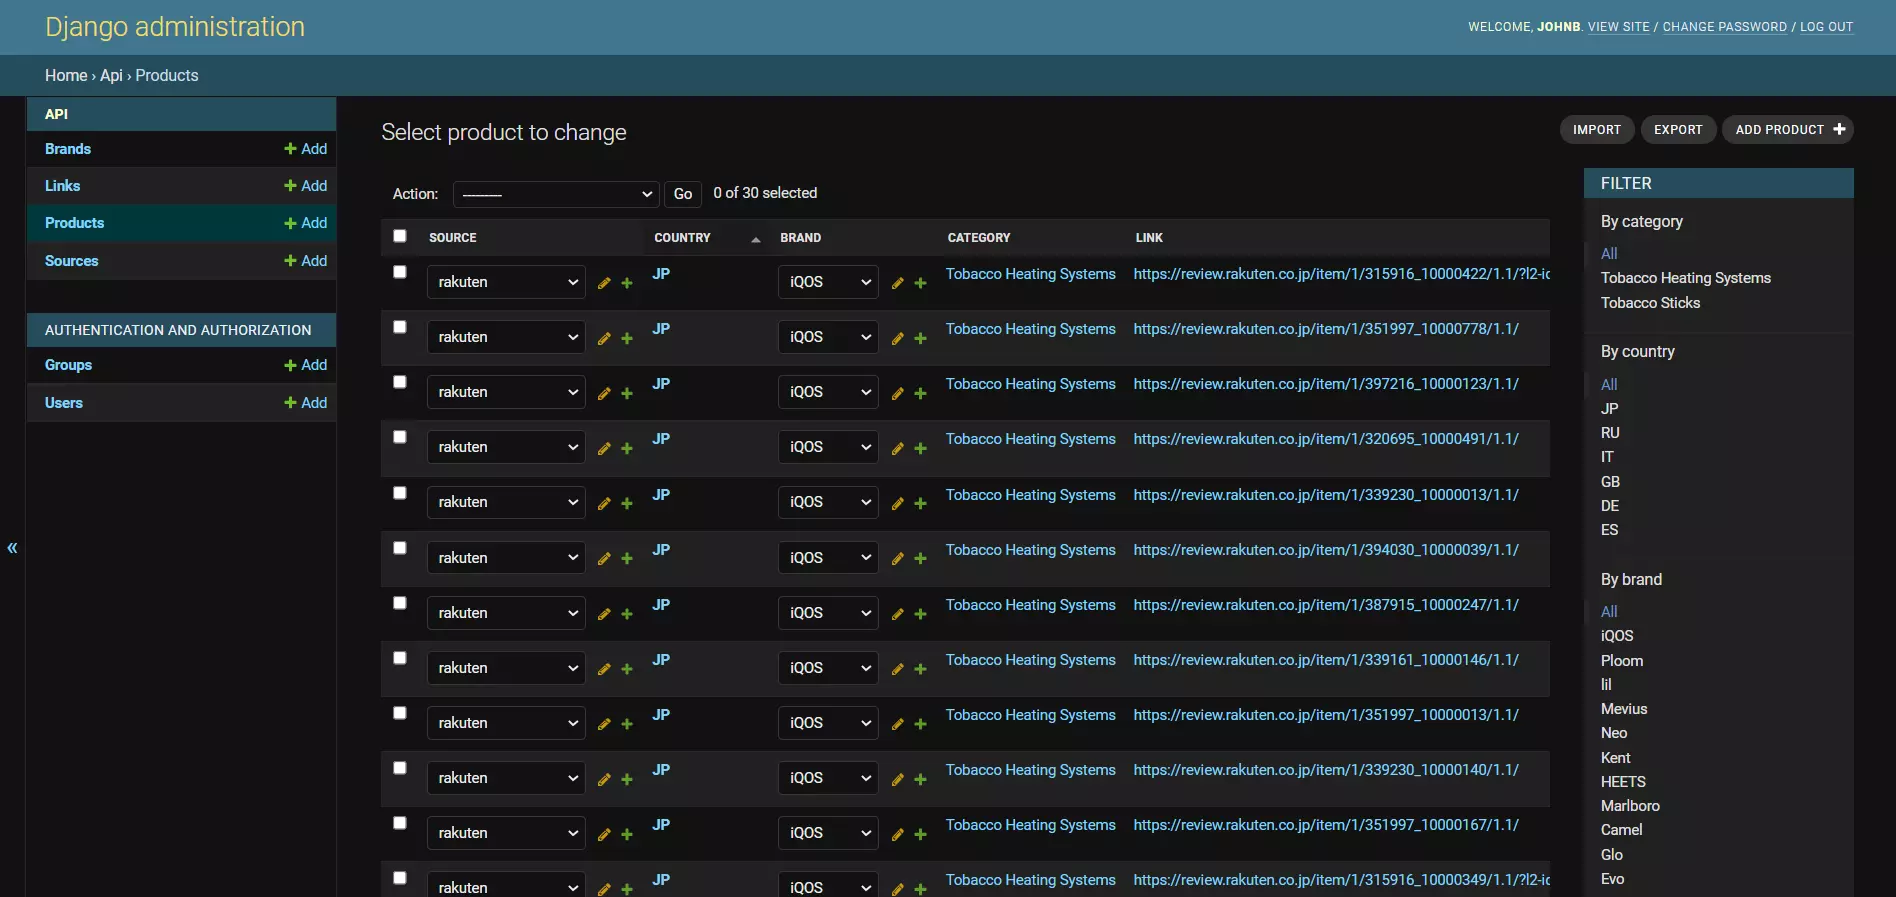 Django administration
WELCOME, JOHNB. VIEW SITE / CHANGE PASSWORD / LOG OUT
Home › Api › Products
API
Brands + Add
Links + Add
Products + Add
Sources + Add
AUTHENTICATION AND AUTHORIZATION
Groups + Add
Users + Add
«
Select product to change
IMPORT EXPORT ADD PRODUCT +
Action: --------- Go 0 of 30 selected
SOURCE COUNTRY BRAND CATEGORY LINK
rakuten JP iQOS Tobacco Heating Systems https://review.rakuten.co.jp/item/1/315916_10000422/1.1/?l2-id
rakuten JP iQOS Tobacco Heating Systems https://review.rakuten.co.jp/item/1/351997_10000778/1.1/
rakuten JP iQOS Tobacco Heating Systems https://review.rakuten.co.jp/item/1/397216_10000123/1.1/
rakuten JP iQOS Tobacco Heating Systems https://review.rakuten.co.jp/item/1/320695_10000491/1.1/
rakuten JP iQOS Tobacco Heating Systems https://review.rakuten.co.jp/item/1/339230_10000013/1.1/
rakuten JP iQOS Tobacco Heating Systems https://review.rakuten.co.jp/item/1/394030_10000039/1.1/
rakuten JP iQOS Tobacco Heating Systems https://review.rakuten.co.jp/item/1/387915_10000247/1.1/
rakuten JP iQOS Tobacco Heating Systems https://review.rakuten.co.jp/item/1/339161_10000146/1.1/
rakuten JP iQOS Tobacco Heating Systems https://review.rakuten.co.jp/item/1/351997_10000013/1.1/
rakuten JP iQOS Tobacco Heating Systems https://review.rakuten.co.jp/item/1/339230_10000140/1.1/
rakuten JP iQOS Tobacco Heating Systems https://review.rakuten.co.jp/item/1/351997_10000167/1.1/
rakuten JP iQOS Tobacco Heating Systems https://review.rakuten.co.jp/item/1/315916_10000349/1.1/?l2-id
FILTER
By category
All
Tobacco Heating Systems
Tobacco Sticks
By country
All
JP
RU
IT
GB
DE
ES
By brand
All
iQOS
Ploom
lil
Mevius
Neo
Kent
HEETS
Marlboro
Camel
Glo
Evo